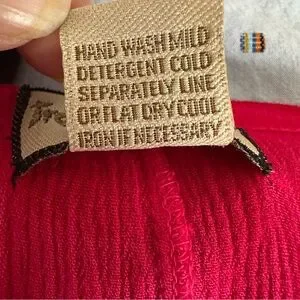 HAND WASH MILD
DETERGENT COLD
SEPARATELY LINE
OR FLAT DRY COOL
IRON IF NECESSARY